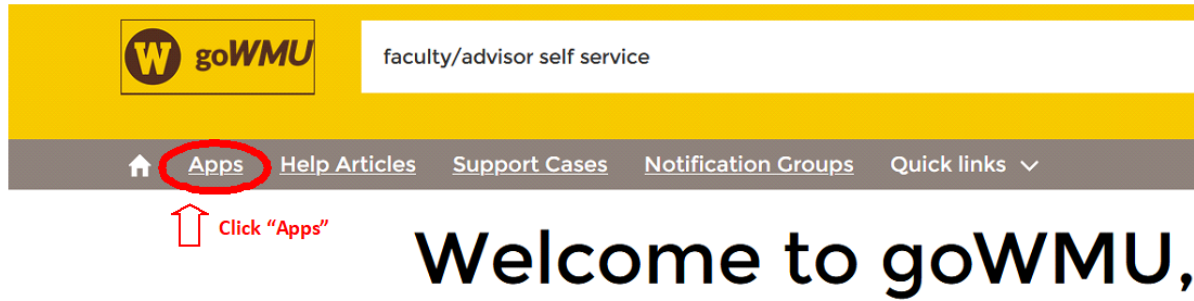 W goWMU
faculty/advisor self service
Apps Help Articles Support Cases Notification Groups Quick links
Click “Apps”
Welcome to goWMU,